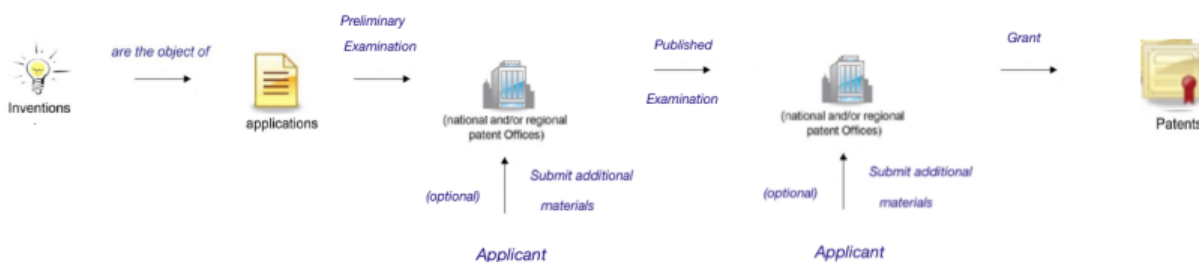 are the object of
Inventions
applications
Preliminary
Examination
(national and/or regional
patent Offices)
(optional)
Submit additional
materials
Applicant
Published
Examination
(national and/or regional
patent Offices)
(optional)
Submit additional
materials
Applicant
Grant
Patents